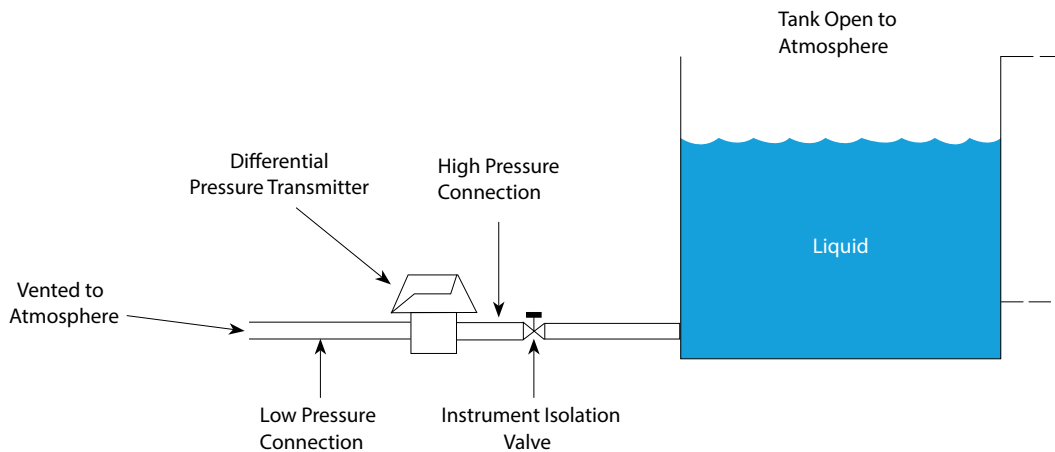 Tank Open to
Atmosphere
Differential
Pressure Transmitter
High Pressure
Connection
Liquid
Vented to
Atmosphere
Low Pressure
Connection
Instrument Isolation
Valve